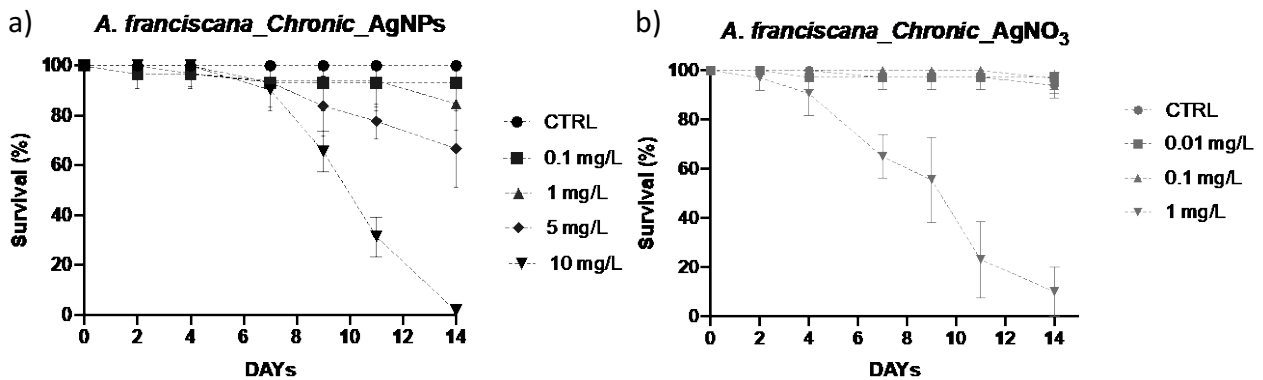 a)
A. franciscana_Chronic_AgNPs
100
80
60
40
20
0
Survival (%)
0 2 4 6 8 10 12 14
DAYs
CTRL
0.1 mg/L
1 mg/L
5 mg/L
10 mg/L
b)
A. franciscana_Chronic_AgNO₃
100
80
60
40
20
0
Survival (%)
0 2 4 6 8 10 12 14
DAYs
CTRL
0.01 mg/L
0.1 mg/L
1 mg/L